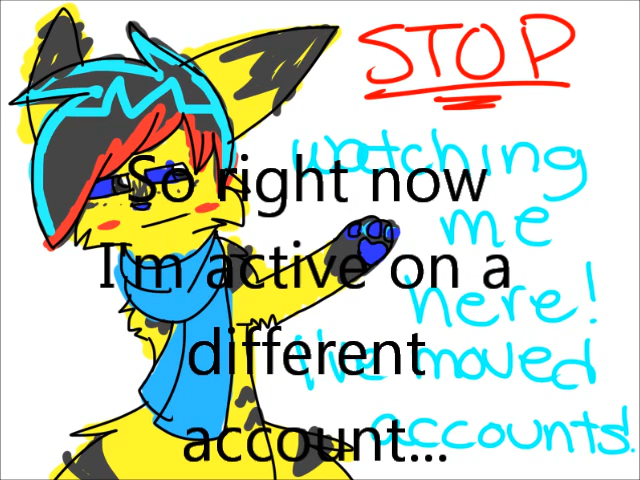 STOP
watching
me
here!
i've moved
accounts!
So right now
I'm active on a
different
account...